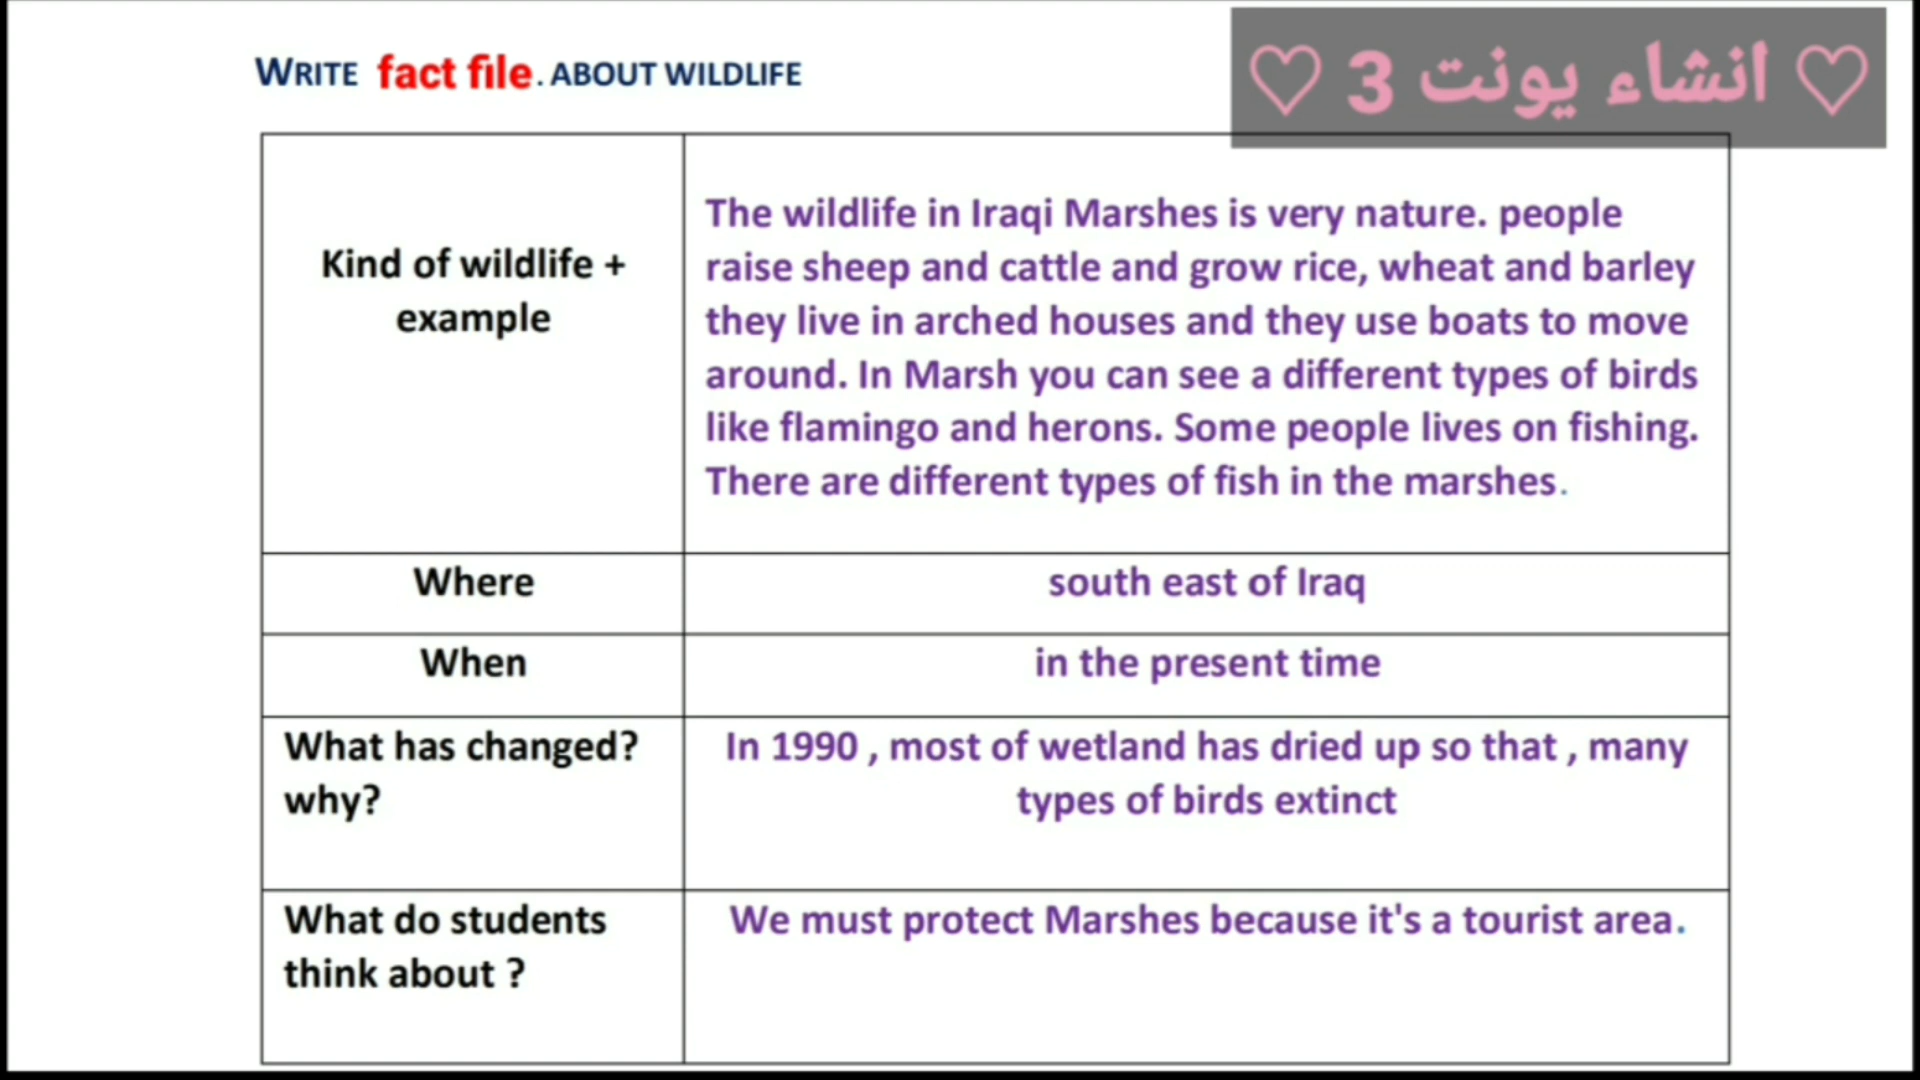 WRITE fact file. ABOUT WILDLIFE
♡ انشاء يونت 3 ♡
Kind of wildlife +
example
The wildlife in Iraqi Marshes is very nature. people
raise sheep and cattle and grow rice, wheat and barley
they live in arched houses and they use boats to move
around. In Marsh you can see a different types of birds
like flamingo and herons. Some people lives on fishing.
There are different types of fish in the marshes.
Where
south east of Iraq
When
in the present time
What has changed?
why?
In 1990 , most of wetland has dried up so that , many
types of birds extinct
What do students
think about ?
We must protect Marshes because it's a tourist area.